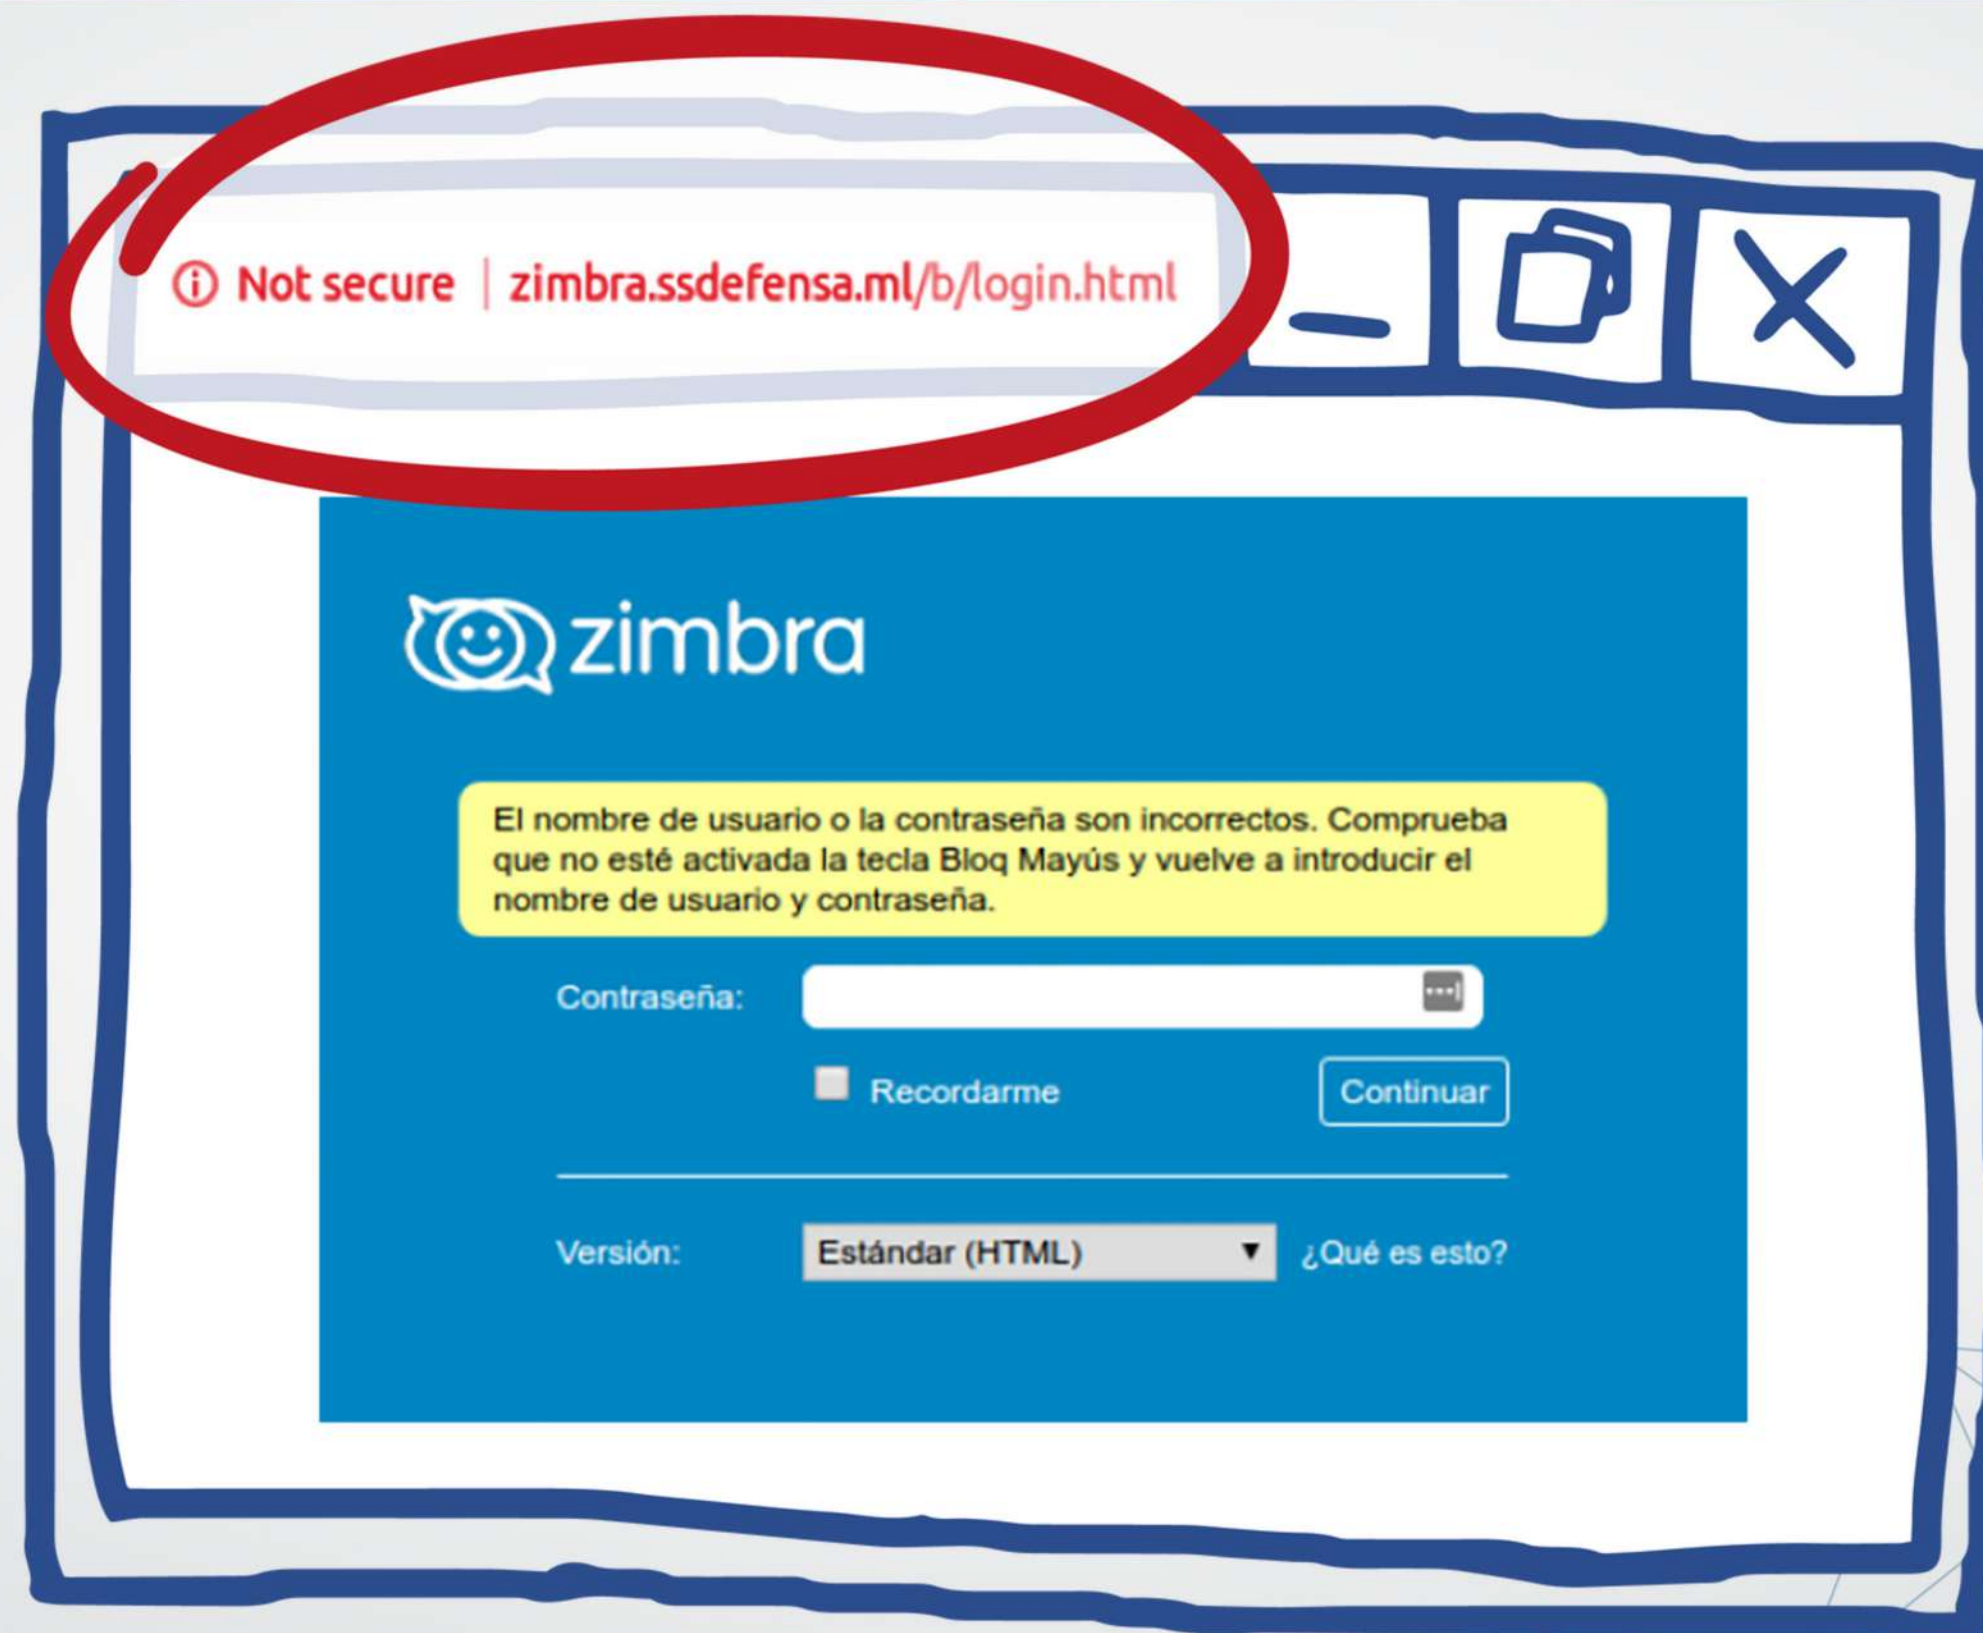 Not secure | zimbra.ssdefensa.ml/b/login.html
zimbra
El nombre de usuario o la contraseña son incorrectos. Comprueba
que no esté activada la tecla Bloq Mayús y vuelve a introducir el
nombre de usuario y contraseña.
Contraseña:
Recordarme
Continuar
Versión:
Estándar (HTML)
¿Qué es esto?